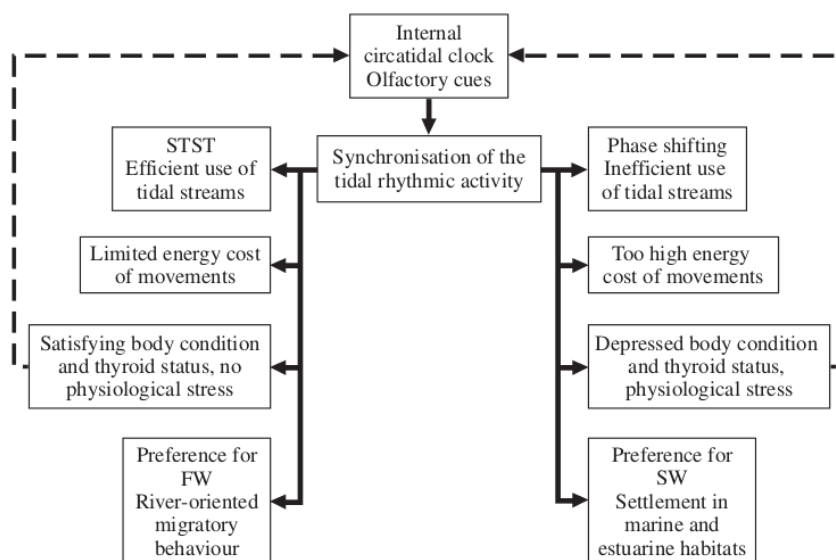 Internal
circatidal clock
Olfactory cues
STST
Efficient use of
tidal streams
Synchronisation of the
tidal rhythmic activity
Phase shifting
Inefficient use
of tidal streams
Limited energy cost
of movements
Too high energy
cost of movements
Satisfying body condition
and thyroid status, no
physiological stress
Depressed body condition
and thyroid status,
physiological stress
Preference for
FW
River-oriented
migratory
behaviour
Preference for
SW
Settlement in
marine and
estuarine habitats